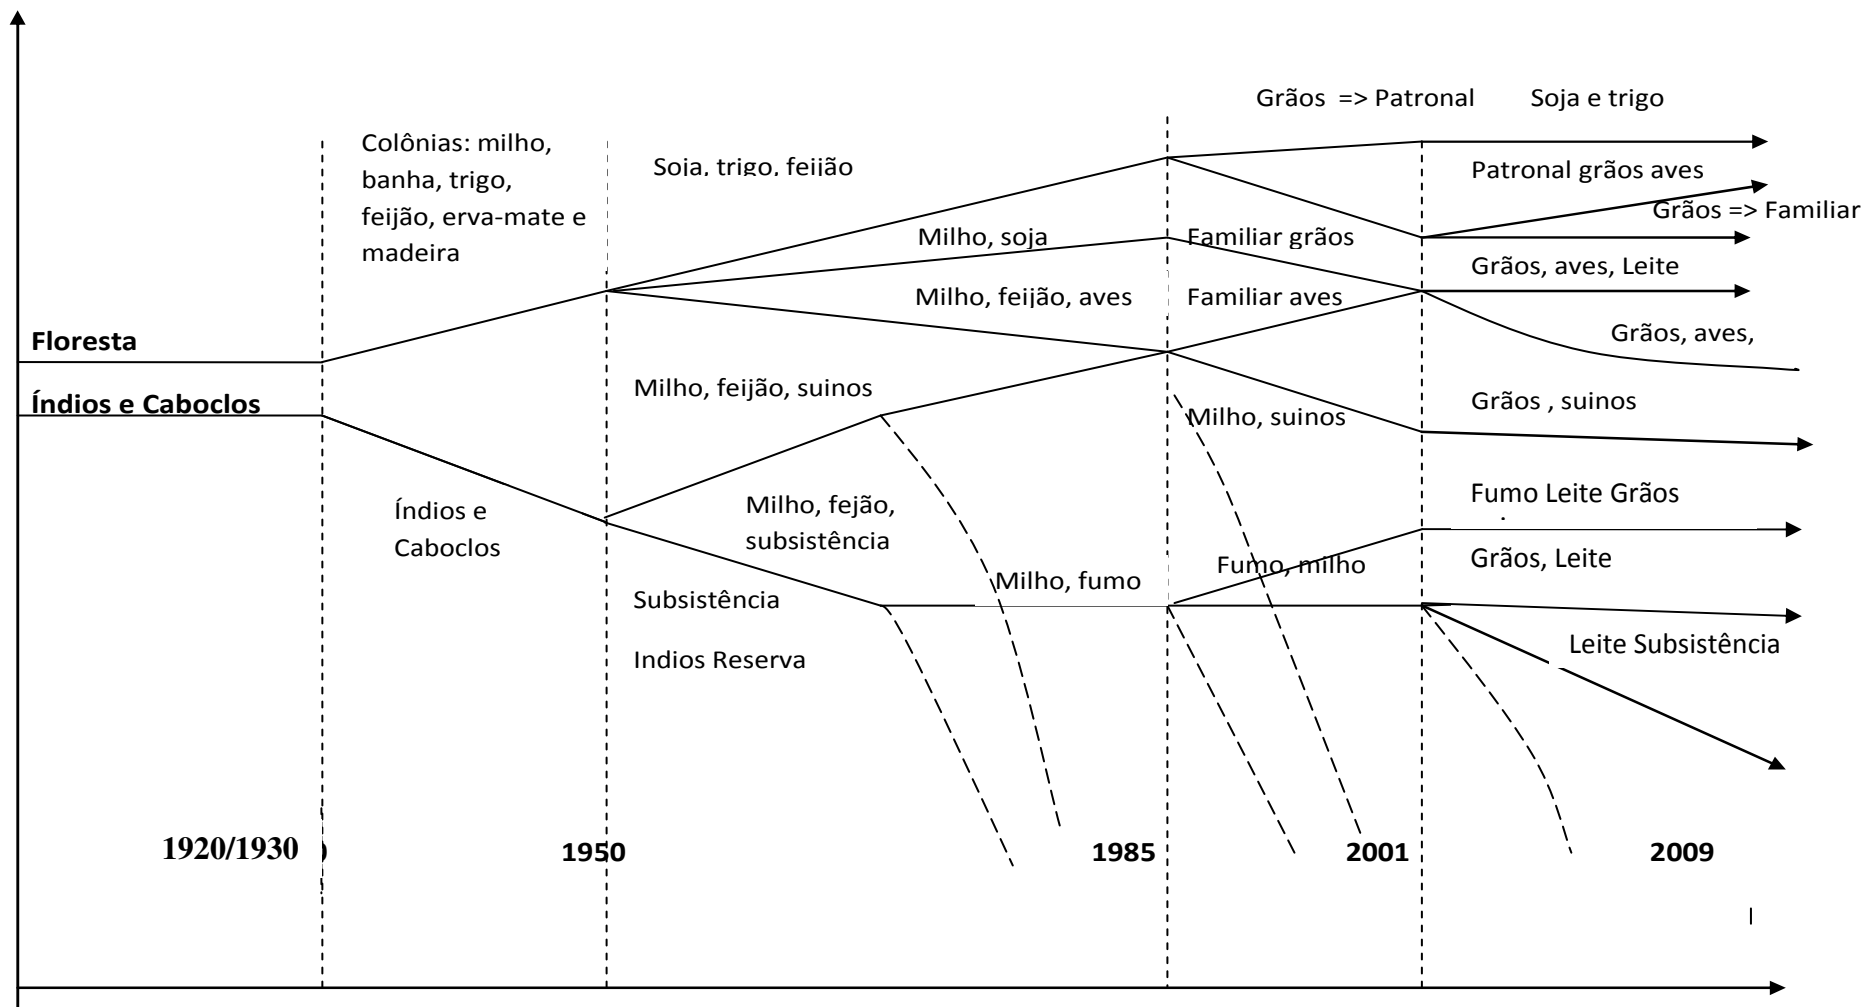 Grãos => Patronal
Soja e trigo
Colônias: milho,
banha, trigo,
feijão, erva-mate e
madeira
Soja, trigo, feijão
Patronal grãos aves
Grãos => Familiar
Milho, soja
Familiar grãos
Grãos, aves, Leite
Milho, feijão, aves
Familiar aves
Floresta
Grãos, aves,
Índios e Caboclos
Milho, feijão, suinos
Grãos , suinos
Milho, suinos
Índios e
Caboclos
Milho, fejão,
subsistência
Fumo Leite Grãos
Grãos, Leite
Fumo, milho
Milho, fumo
Subsistência
Indios Reserva
Leite Subsistência
1920/1930
1950
1985
2001
2009